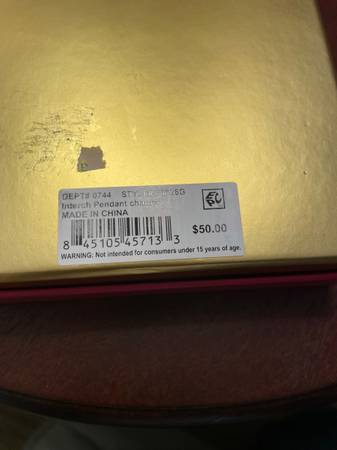 DEPT# 0744
Interch Pendant
MADE IN CHINA
8 45105 45713 3
$50.00
WARNING: Not intended for consumers under 15 years of age.